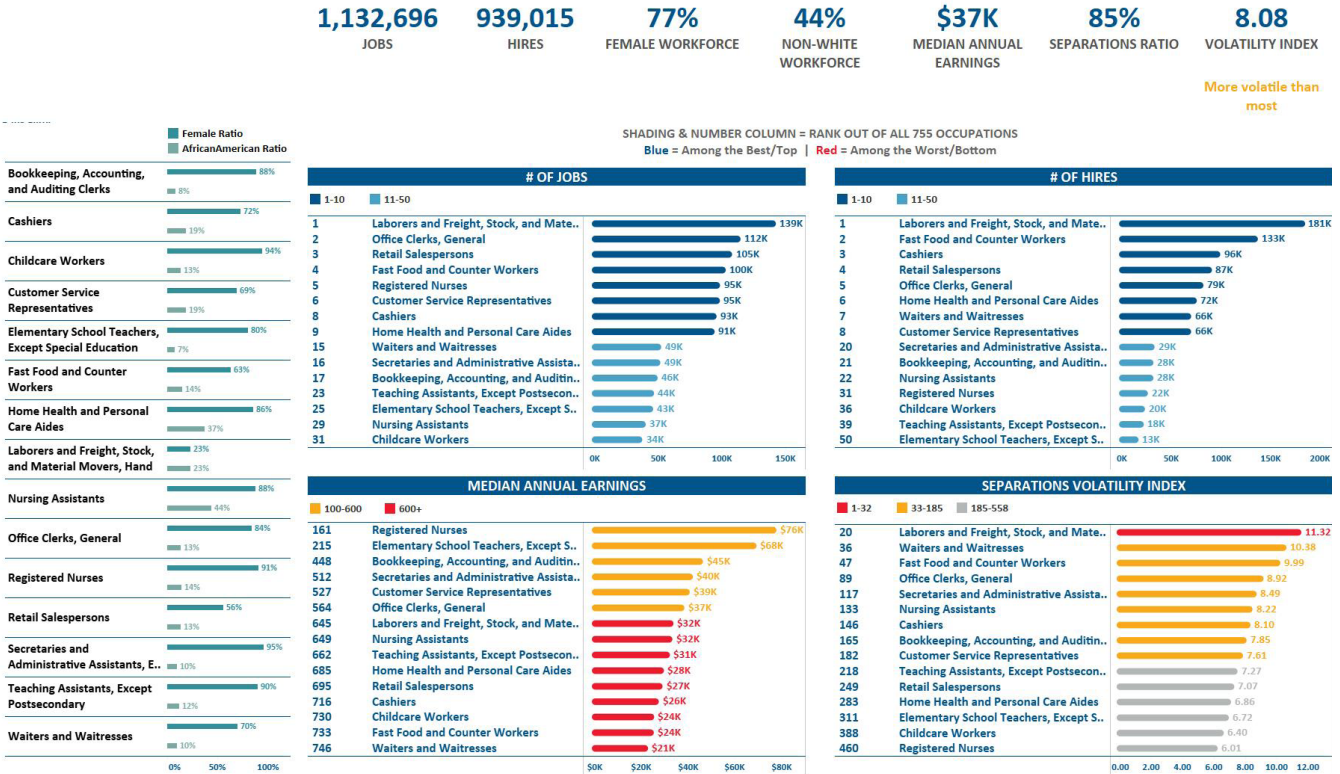 1,132,696
JOBS
939,015
HIRES
77%
FEMALE WORKFORCE
44%
NON-WHITE
WORKFORCE
$37K
MEDIAN ANNUAL
EARNINGS
85%
SEPARATIONS RATIO
8.08
VOLATILITY INDEX
More volatile than
most
Female Ratio
AfricanAmerican Ratio
Bookkeeping, Accounting,
and Auditing Clerks
88%
8%
Cashiers
72%
19%
Childcare Workers
94%
13%
Customer Service
Representatives
69%
19%
Elementary School Teachers,
Except Special Education
80%
7%
Fast Food and Counter
Workers
63%
14%
Home Health and Personal
Care Aides
86%
37%
Laborers and Freight, Stock,
and Material Movers, Hand
23%
23%
Nursing Assistants
88%
44%
Office Clerks, General
84%
13%
Registered Nurses
91%
14%
Retail Salespersons
56%
13%
Secretaries and
Administrative Assistants, E..
95%
10%
Teaching Assistants, Except
Postsecondary
90%
12%
Waiters and Waitresses
70%
10%
0% 50% 100%
SHADING & NUMBER COLUMN = RANK OUT OF ALL 755 OCCUPATIONS
Blue = Among the Best/Top | Red = Among the Worst/Bottom
# OF JOBS
1-10 11-50
1 Laborers and Freight, Stock, and Mate.. 139K
2 Office Clerks, General 112K
3 Retail Salespersons 105K
4 Fast Food and Counter Workers 100K
5 Registered Nurses 95K
6 Customer Service Representatives 95K
8 Cashiers 93K
9 Home Health and Personal Care Aides 91K
15 Waiters and Waitresses 49K
16 Secretaries and Administrative Assista.. 49K
17 Bookkeeping, Accounting, and Auditin.. 46K
23 Teaching Assistants, Except Postsecon.. 44K
25 Elementary School Teachers, Except S.. 43K
29 Nursing Assistants 37K
31 Childcare Workers 34K
0K 50K 100K 150K
# OF HIRES
1-10 11-50
1 Laborers and Freight, Stock, and Mate.. 181K
2 Fast Food and Counter Workers 133K
3 Cashiers 96K
4 Retail Salespersons 87K
5 Office Clerks, General 79K
6 Home Health and Personal Care Aides 72K
7 Waiters and Waitresses 66K
8 Customer Service Representatives 66K
20 Secretaries and Administrative Assista.. 29K
21 Bookkeeping, Accounting, and Auditin.. 28K
22 Nursing Assistants 28K
31 Registered Nurses 22K
36 Childcare Workers 20K
39 Teaching Assistants, Except Postsecon.. 18K
50 Elementary School Teachers, Except S.. 13K
0K 50K 100K 150K 200K
MEDIAN ANNUAL EARNINGS
100-600 600+
161 Registered Nurses $76K
215 Elementary School Teachers, Except S.. $68K
448 Bookkeeping, Accounting, and Auditin.. $45K
512 Secretaries and Administrative Assista.. $40K
527 Customer Service Representatives $39K
564 Office Clerks, General $37K
645 Laborers and Freight, Stock, and Mate.. $32K
649 Nursing Assistants $32K
662 Teaching Assistants, Except Postsecon.. $31K
685 Home Health and Personal Care Aides $28K
695 Retail Salespersons $27K
716 Cashiers $26K
730 Childcare Workers $24K
733 Fast Food and Counter Workers $24K
746 Waiters and Waitresses $21K
$0K $20K $40K $60K $80K
SEPARATIONS VOLATILITY INDEX
1-32 33-185 185-558
20 Laborers and Freight, Stock, and Mate.. 11.32
36 Waiters and Waitresses 10.38
47 Fast Food and Counter Workers 9.99
89 Office Clerks, General 8.92
117 Secretaries and Administrative Assista.. 8.49
133 Nursing Assistants 8.22
146 Cashiers 8.10
165 Bookkeeping, Accounting, and Auditin.. 7.85
182 Customer Service Representatives 7.61
218 Teaching Assistants, Except Postsecon.. 7.27
249 Retail Salespersons 7.07
283 Home Health and Personal Care Aides 6.86
311 Elementary School Teachers, Except S.. 6.72
388 Childcare Workers 6.40
460 Registered Nurses 6.01
0.00 2.00 4.00 6.00 8.00 10.00 12.00